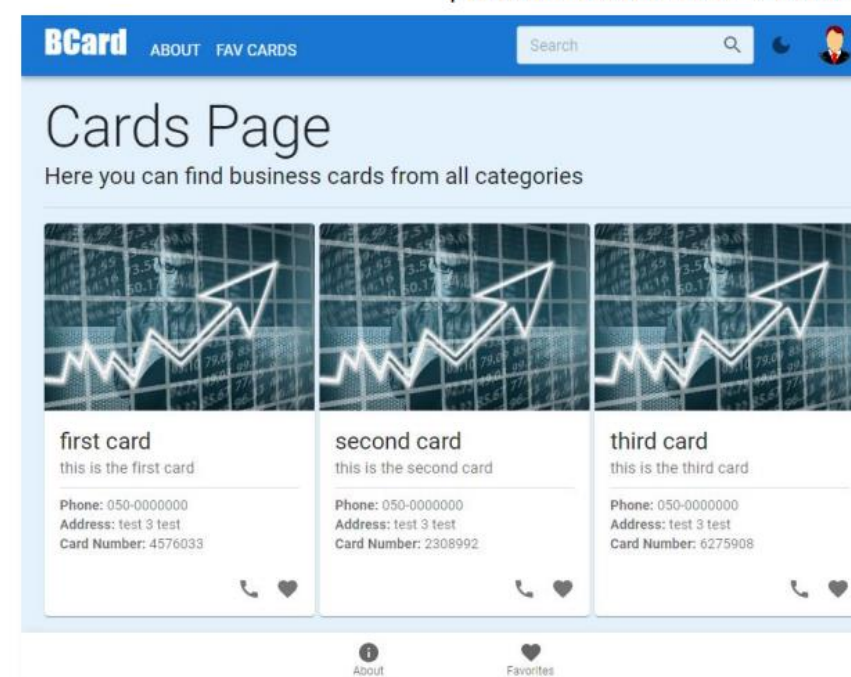 BCard ABOUT FAV CARDS Search
Cards Page
Here you can find business cards from all categories
first card
this is the first card
Phone: 050-0000000
Address: test 3 test
Card Number: 4576033
second card
this is the second card
Phone: 050-0000000
Address: test 3 test
Card Number: 2308992
third card
this is the third card
Phone: 050-0000000
Address: test 3 test
Card Number: 6275908
About
Favorites